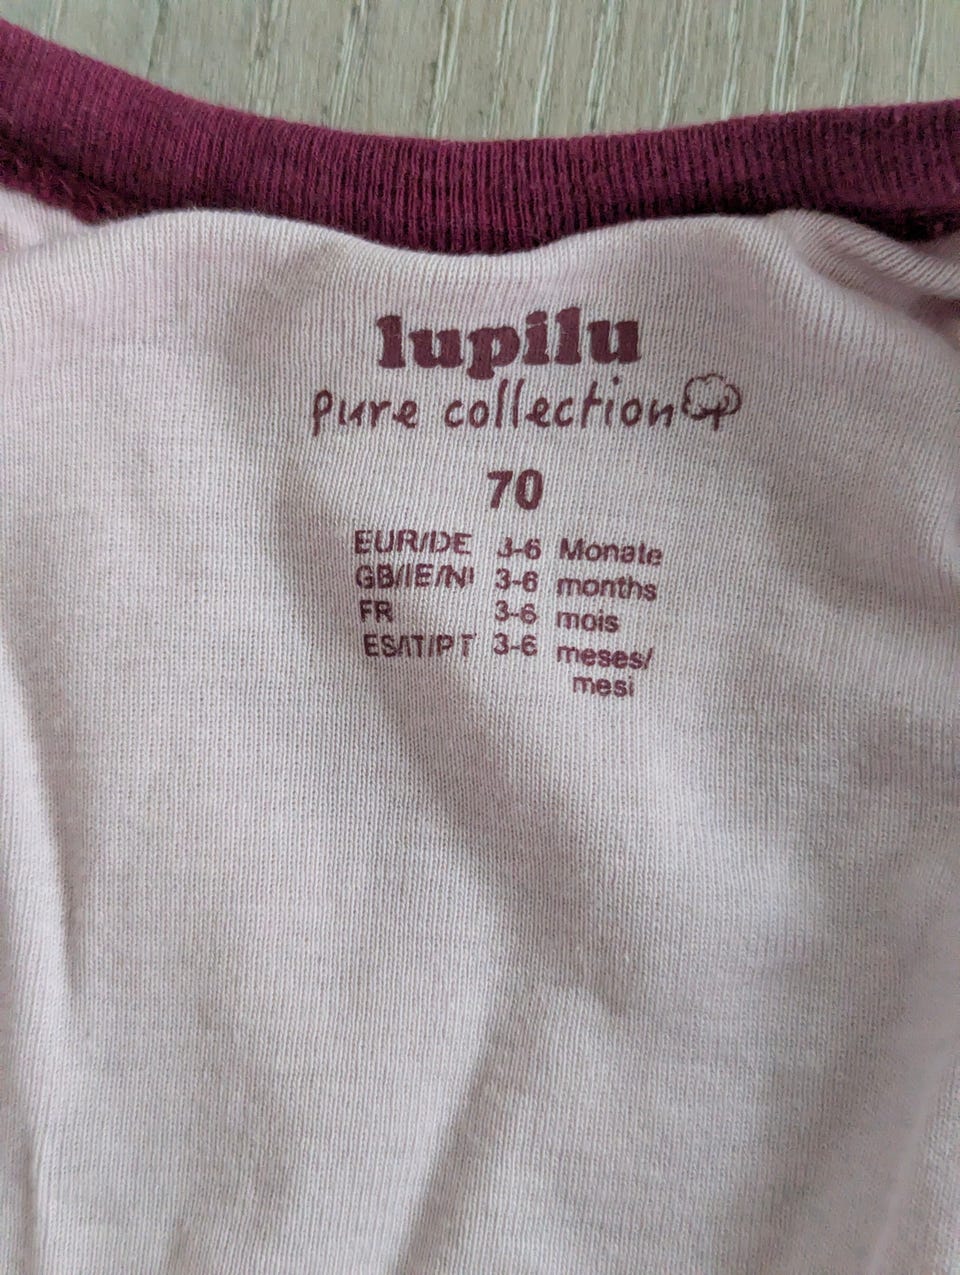 lupilu
pure collection
70
EUR/DE 3-6 Monate
GB/IE/NI 3-6 months
FR 3-6 mois
ES/IT/PT 3-6 meses/
mesi